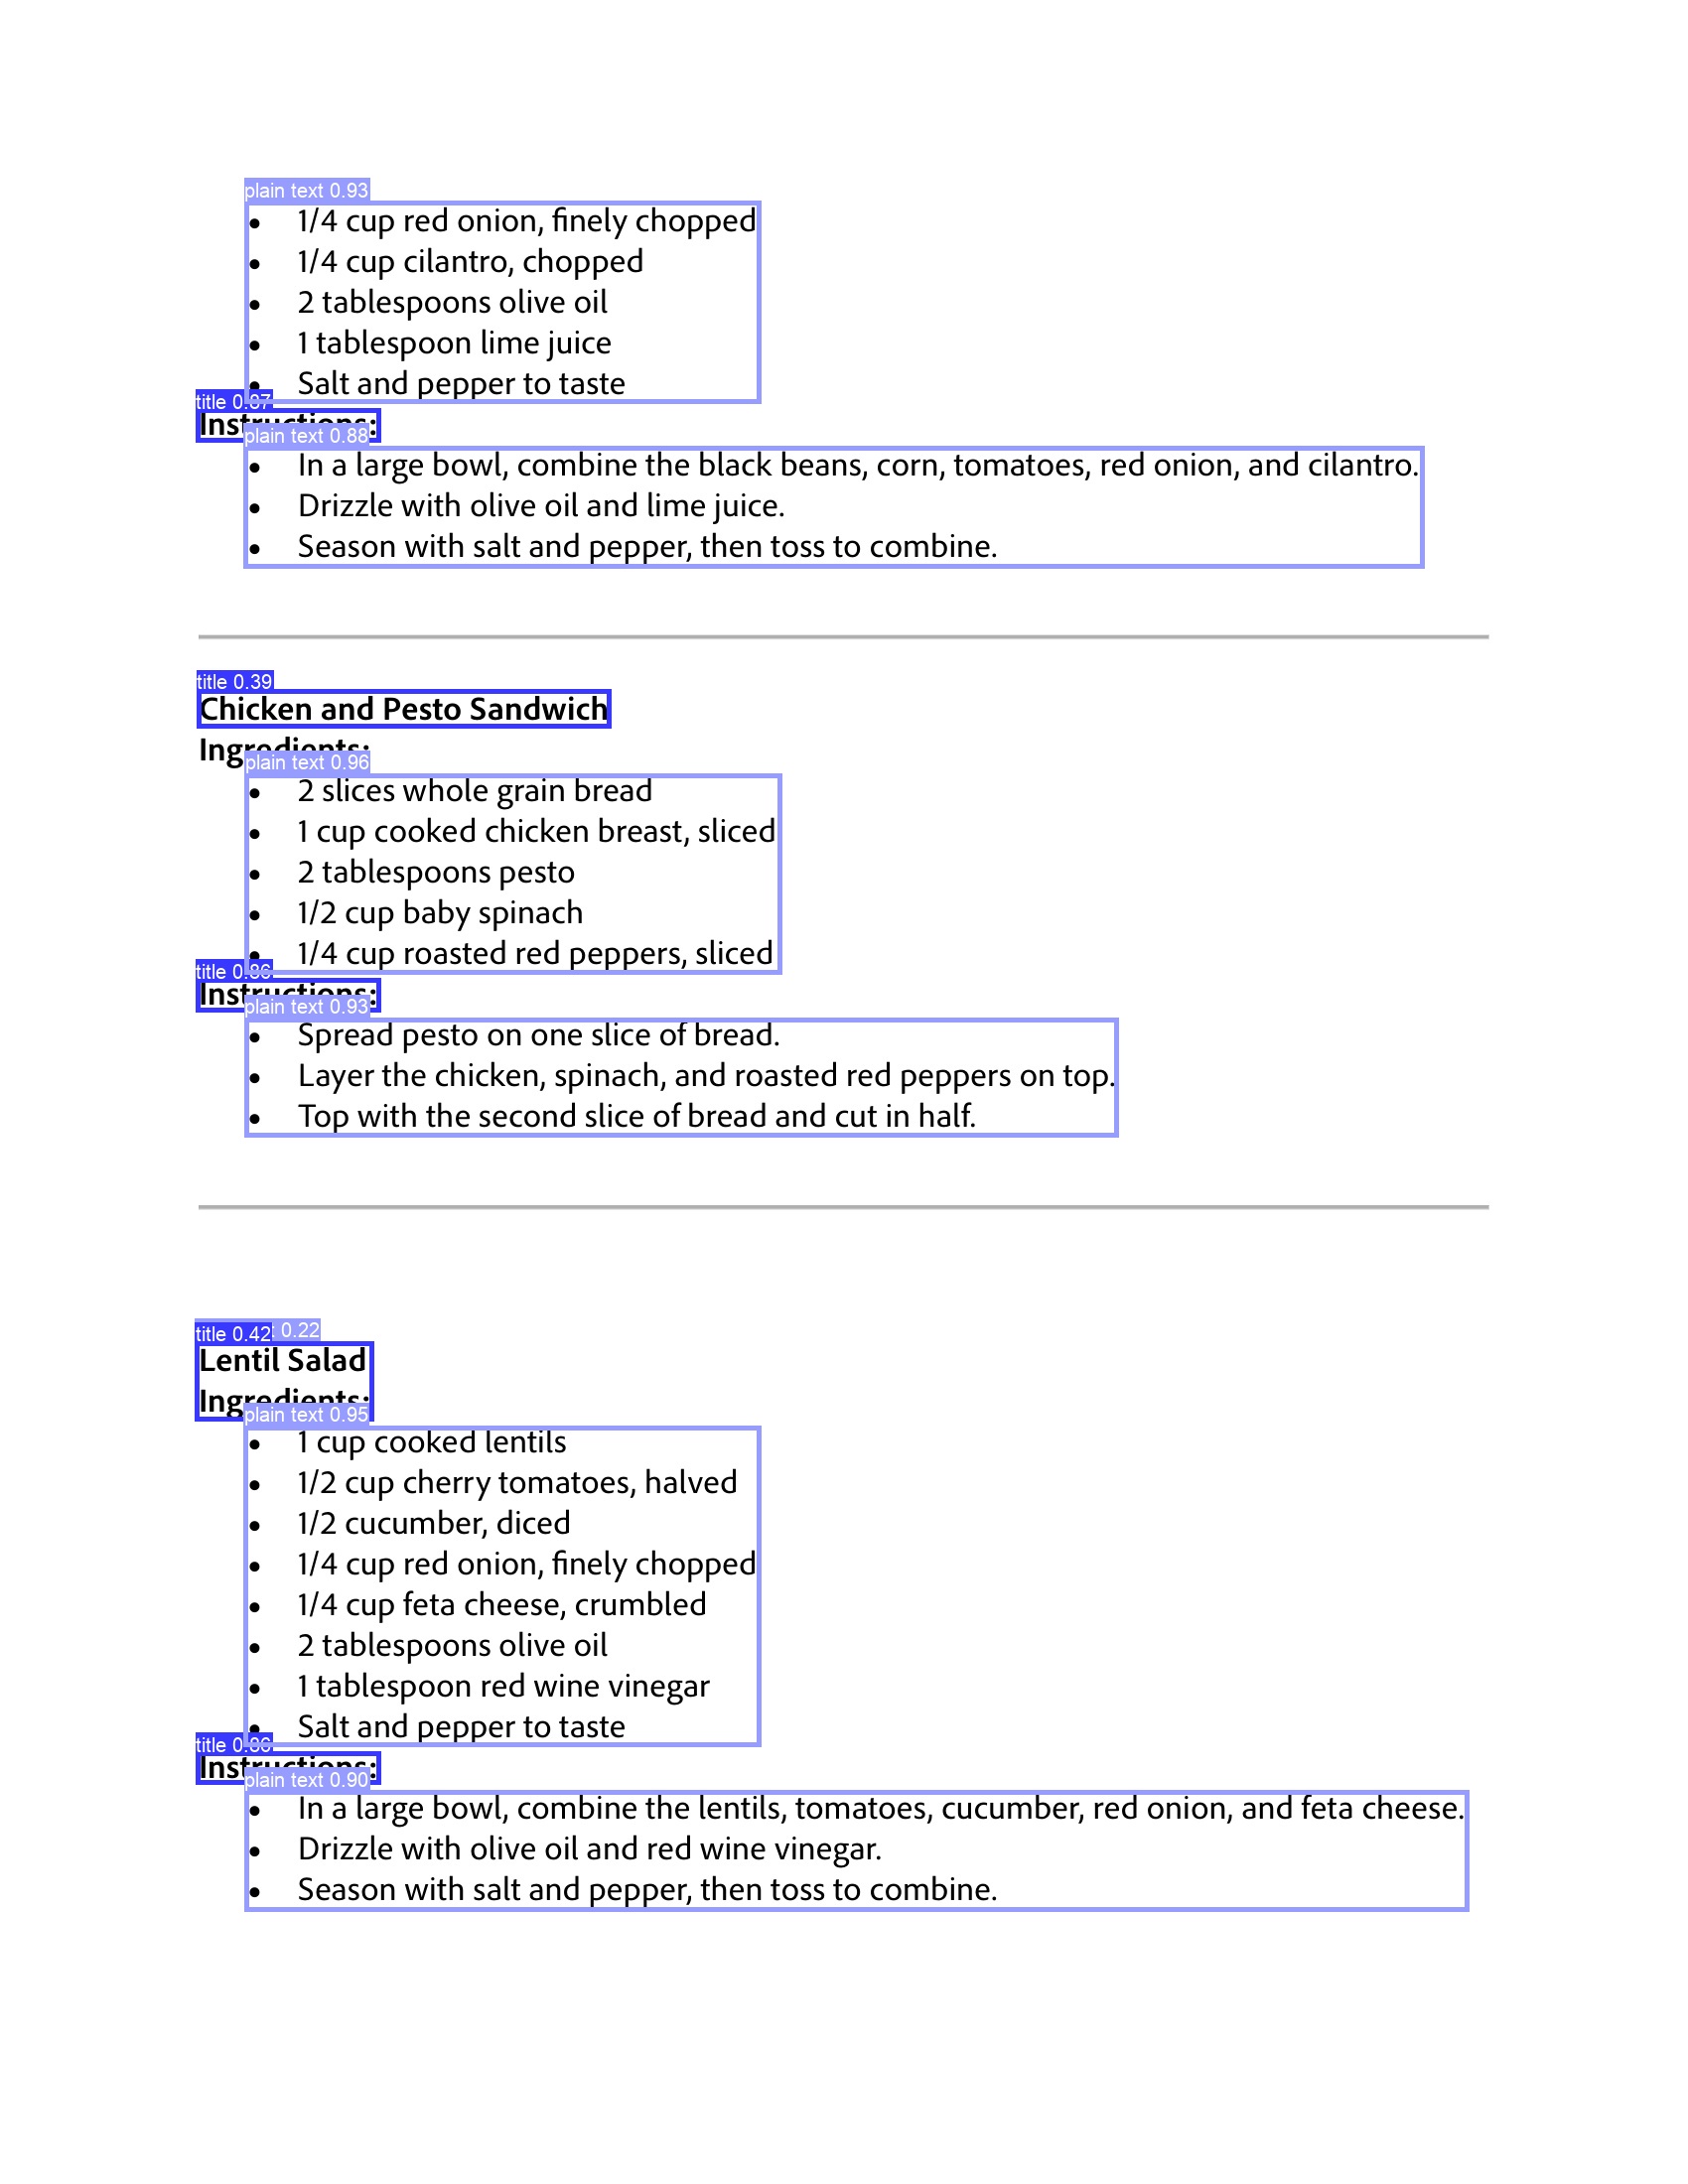 plain text 0.93
• 1/4 cup red onion, finely chopped
• 1/4 cup cilantro, chopped
• 2 tablespoons olive oil
• 1 tablespoon lime juice
• Salt and pepper to taste
title 0.87
Instructions:
plain text 0.88
• In a large bowl, combine the black beans, corn, tomatoes, red onion, and cilantro.
• Drizzle with olive oil and lime juice.
• Season with salt and pepper, then toss to combine.
title 0.39
Chicken and Pesto Sandwich
Ingredients:
plain text 0.96
• 2 slices whole grain bread
• 1 cup cooked chicken breast, sliced
• 2 tablespoons pesto
• 1/2 cup baby spinach
• 1/4 cup roasted red peppers, sliced
title 0.86
Instructions:
plain text 0.93
• Spread pesto on one slice of bread.
• Layer the chicken, spinach, and roasted red peppers on top.
• Top with the second slice of bread and cut in half.
title 0.42 0.22
Lentil Salad
Ingredients:
plain text 0.95
• 1 cup cooked lentils
• 1/2 cup cherry tomatoes, halved
• 1/2 cucumber, diced
• 1/4 cup red onion, finely chopped
• 1/4 cup feta cheese, crumbled
• 2 tablespoons olive oil
• 1 tablespoon red wine vinegar
• Salt and pepper to taste
title
Instructions:
plain text 0.90
• In a large bowl, combine the lentils, tomatoes, cucumber, red onion, and feta cheese.
• Drizzle with olive oil and red wine vinegar.
• Season with salt and pepper, then toss to combine.